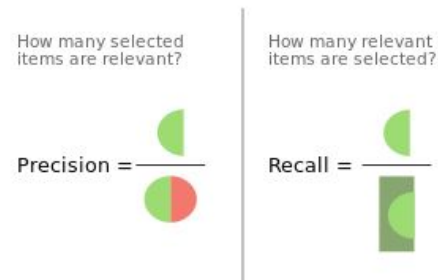 How many selected
items are relevant?
Precision =
How many relevant
items are selected?
Recall =